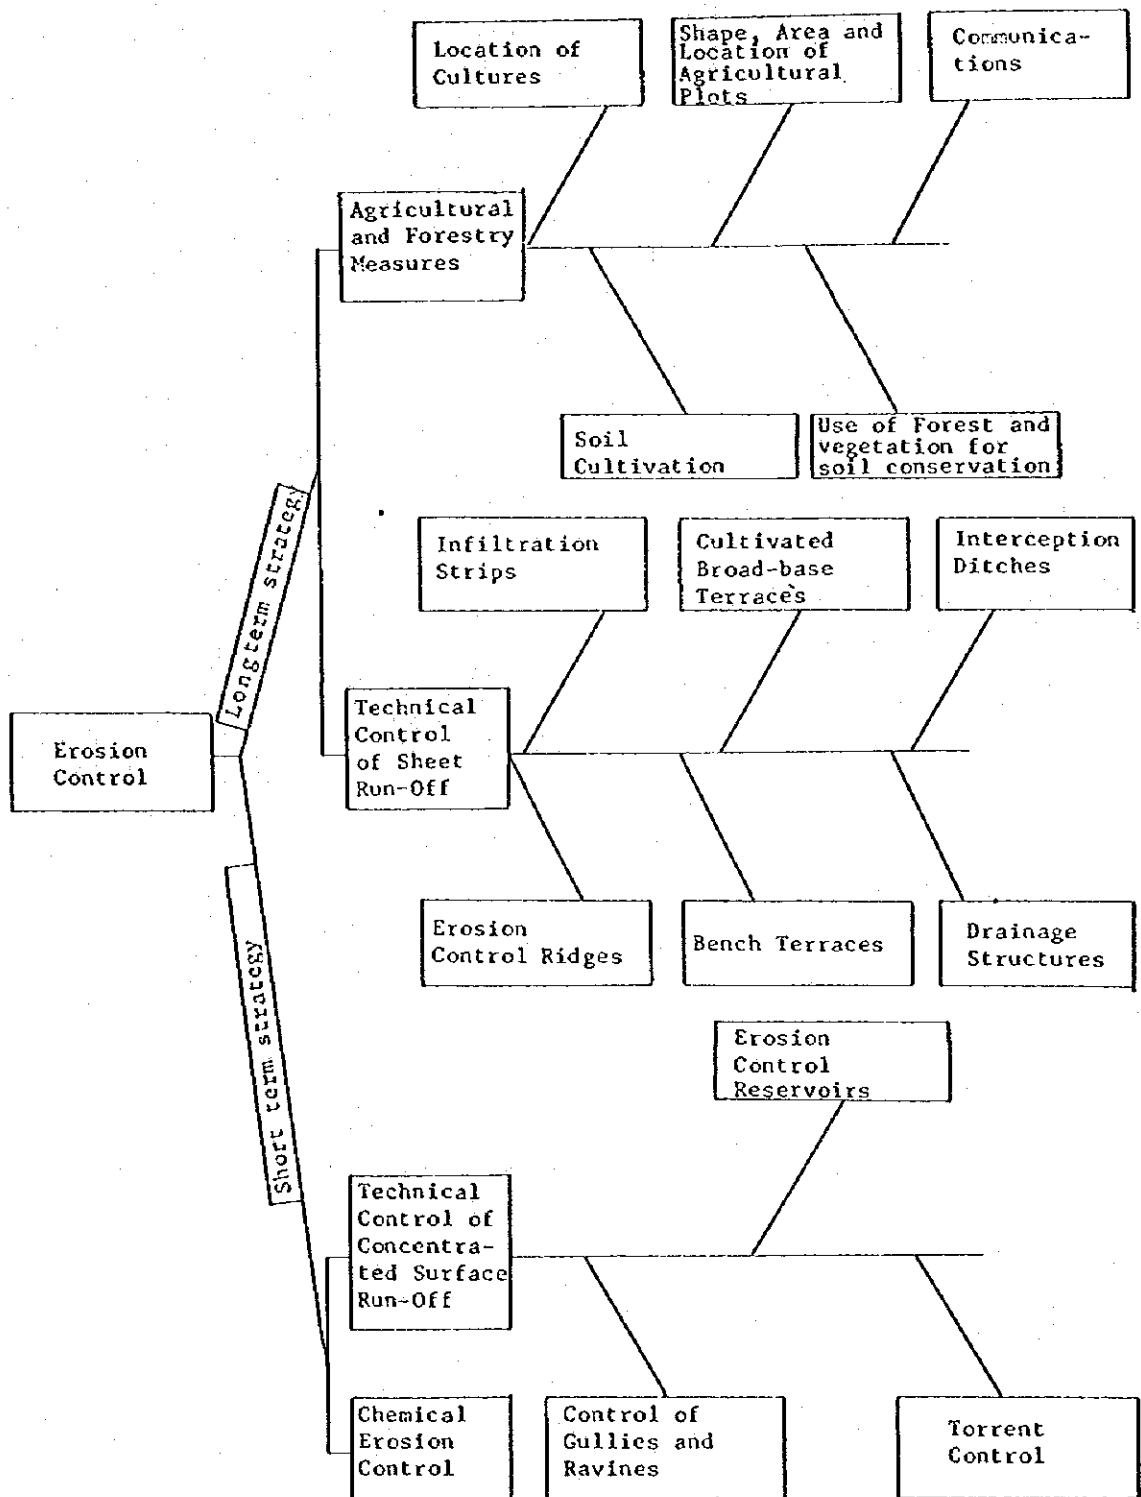 Location of
Cultures
Shape, Area and
Location of
Agricultural
Plots
Communica-
tions
Agricultural
and Forestry
Measures
Soil
Cultivation
Use of Forest and
vegetation for
soil conservation
Longterm strategy
Infiltration
Strips
Cultivated
Broad-base
Terraces
Interception
Ditches
Erosion
Control
Technical
Control
of Sheet
Run-Off
Erosion
Control Ridges
Bench Terraces
Drainage
Structures
Short term strategy
Erosion
Control
Reservoirs
Technical
Control of
Concentra-
ted Surface
Run-Off
Chemical
Erosion
Control
Control of
Gullies and
Ravines
Torrent
Control